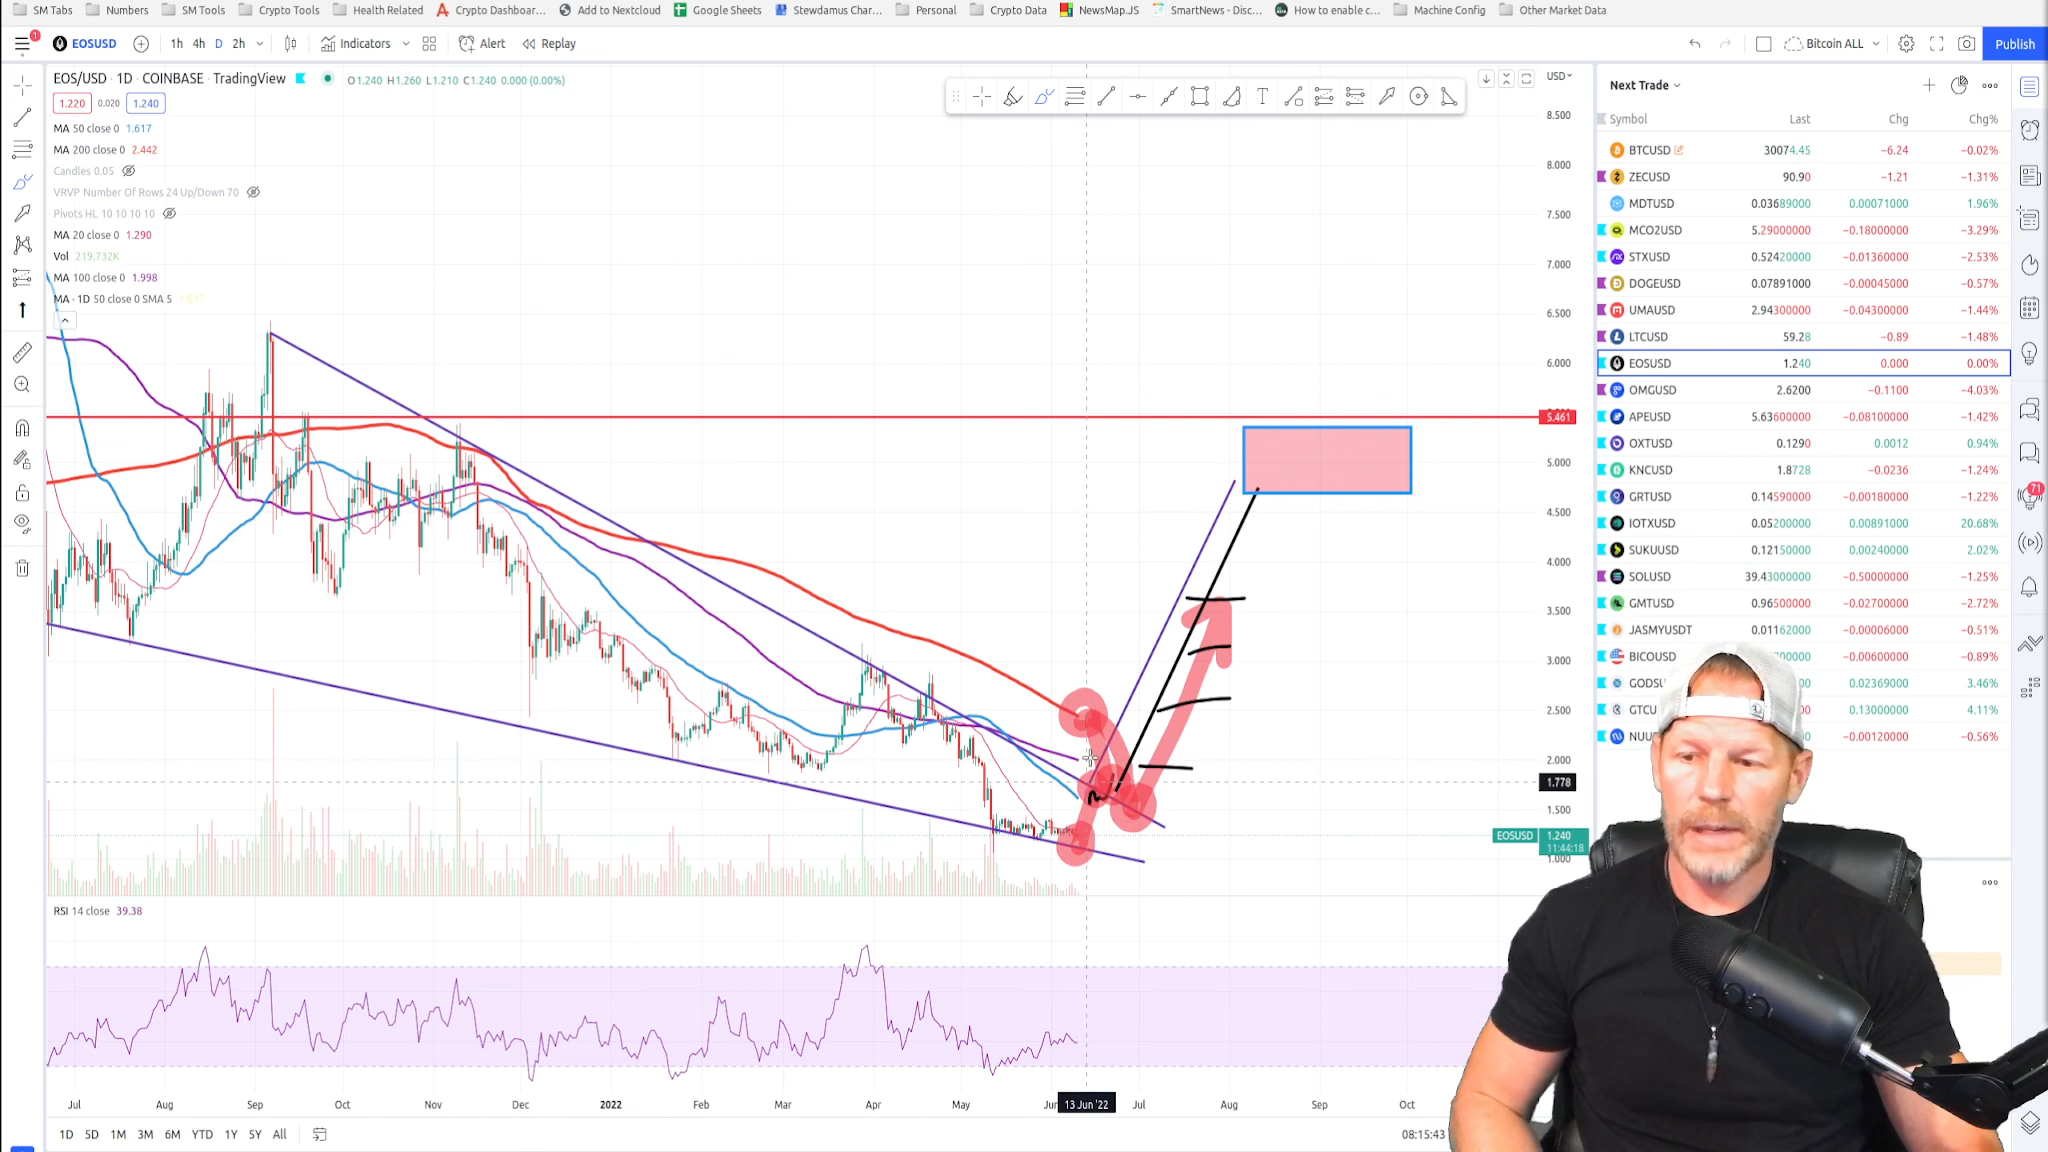 SM Tabs Numbers SM Tools Crypto Tools Health Related Crypto Dashboar... Add to Nextcloud Google Sheets Stewdamus Char... Personal Crypto Data NewsMap.JS SmartNews - Disc... How to enable c... Machine Config Other Market Data
1 EOSUSD 1h 4h D 2h Indicators Alert Replay Bitcoin ALL Publish
EOS/USD · 1D · COINBASE · TradingView O1.240 H1.260 L1.210 C1.240 0.000 (0.00%)
1.220 0.020 1.240
MA 50 close 0 1.617
MA 200 close 0 2.442
Candles 0.05
VRVP Number Of Rows 24 Up/Down 70
Pivots HL 10 10 10 10
MA 20 close 0 1.290
Vol 219.732K
MA 100 close 0 1.998
MA · 1D 50 close 0 SMA 5 1.617
USD
8.500
8.000
7.500
7.000
6.500
6.000
5.461
5.000
4.500
4.000
3.500
3.000
2.500
2.000
1.778
1.500
EOSUSD 1.240
11:44:18
1.000
RSI 14 close 39.38
Jul Aug Sep Oct Nov Dec 2022 Feb Mar Apr May Jun 13 Jun '22 Jul Aug Sep Oct
1D 5D 1M 3M 6M YTD 1Y 5Y All 08:15:43
Next Trade
Symbol Last Chg Chg%
BTCUSD 30074.45 −6.24 −0.02%
ZECUSD 90.90 −1.21 −1.31%
MDTUSD 0.03689000 0.00071000 1.96%
MCO2USD 5.29000000 −0.18000000 −3.29%
STXUSD 0.52420000 −0.01360000 −2.53%
DOGEUSD 0.07891000 −0.00045000 −0.57%
UMAUSD 2.94300000 −0.04300000 −1.44%
LTCUSD 59.28 −0.89 −1.48%
EOSUSD 1.240 0.000 0.00%
OMGUSD 2.6200 −0.1100 −4.03%
APEUSD 5.63600000 −0.08100000 −1.42%
OXTUSD 0.1290 0.0012 0.94%
KNCUSD 1.8728 −0.0236 −1.24%
GRTUSD 0.14590000 −0.00180000 −1.22%
IOTXUSD 0.05200000 0.00891000 20.68%
SUKUUSD 0.12150000 0.00240000 2.02%
SOLUSD 39.43000000 −0.50000000 −1.25%
GMTUSD 0.96500000 −0.02700000 −2.72%
JASMYUSDT 0.01162000 −0.00006000 −0.51%
BICOUSD 0000 −0.00600000 −0.89%
GODSU 000 0.02369000 3.46%
GTCU 00 0.13000000 4.11%
NUU 000 −0.00120000 −0.56%
71